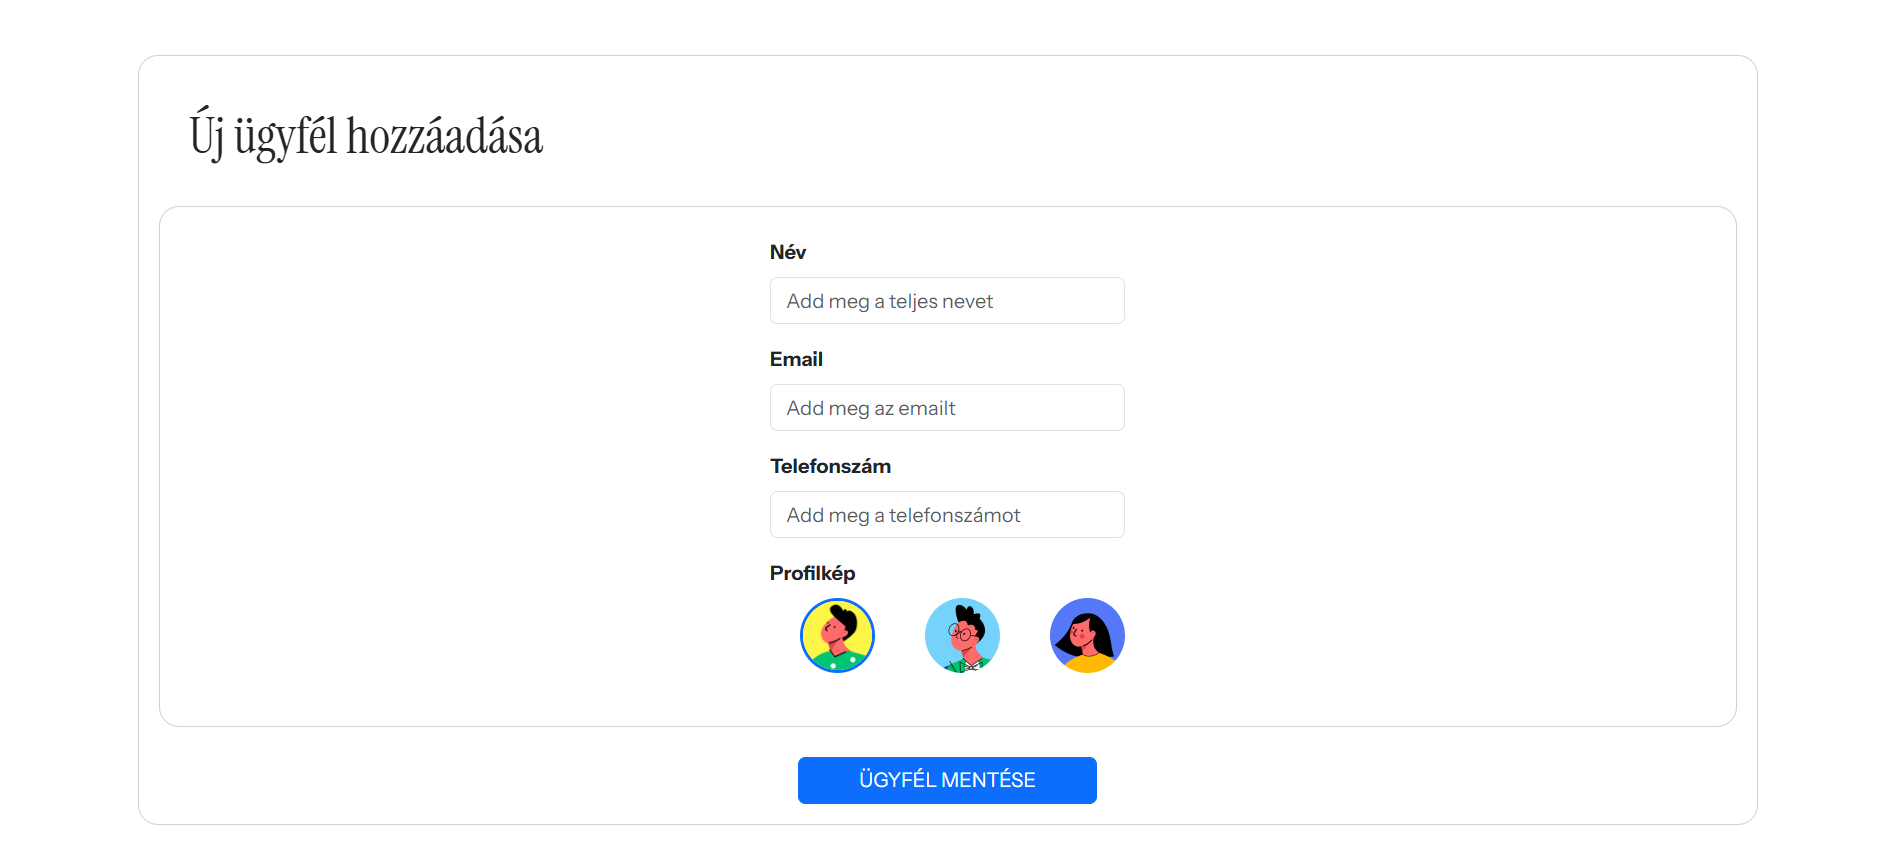 Új ügyfél hozzáadása
Név
Add meg a teljes nevet
Email
Add meg az emailt
Telefonszám
Add meg a telefonszámot
Profilkép
ÜGYFÉL MENTÉSE